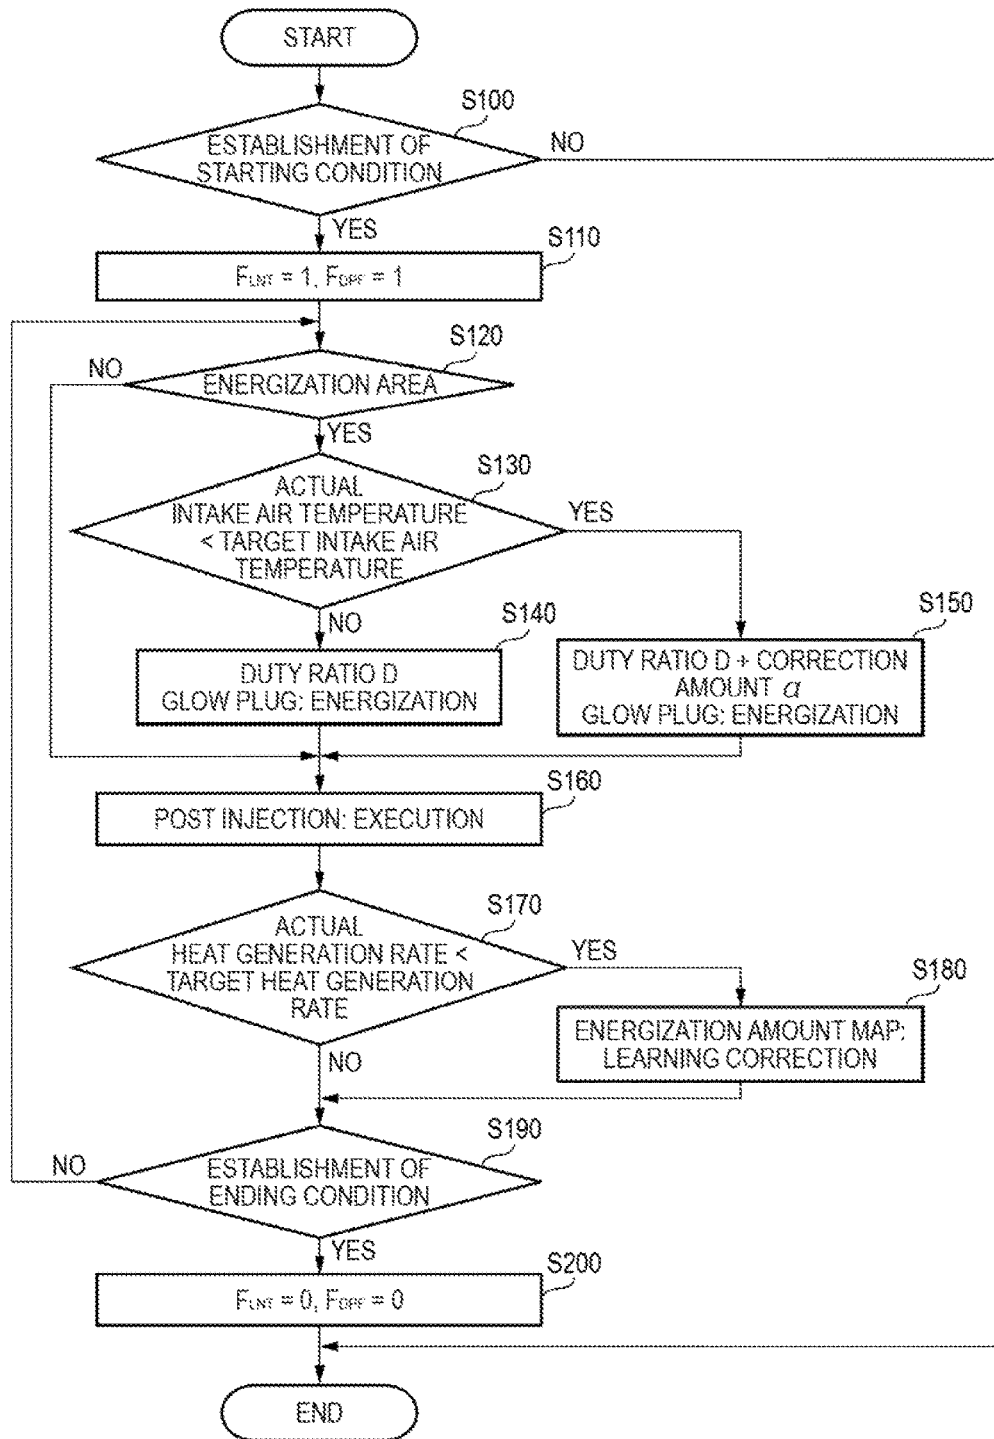 START
S100
ESTABLISHMENT OF
STARTING CONDITION
NO
YES
S110
F_LNT = 1, F_DPF = 1
S120
NO
ENERGIZATION AREA
YES
S130
ACTUAL
INTAKE AIR TEMPERATURE
< TARGET INTAKE AIR
TEMPERATURE
YES
NO
S140
DUTY RATIO D
GLOW PLUG: ENERGIZATION
S150
DUTY RATIO D + CORRECTION
AMOUNT α
GLOW PLUG: ENERGIZATION
S160
POST INJECTION: EXECUTION
S170
ACTUAL
HEAT GENERATION RATE <
TARGET HEAT GENERATION
RATE
YES
S180
ENERGIZATION AMOUNT MAP:
LEARNING CORRECTION
NO
S190
NO
ESTABLISHMENT OF
ENDING CONDITION
YES
S200
F_LNT = 0, F_DPF = 0
END